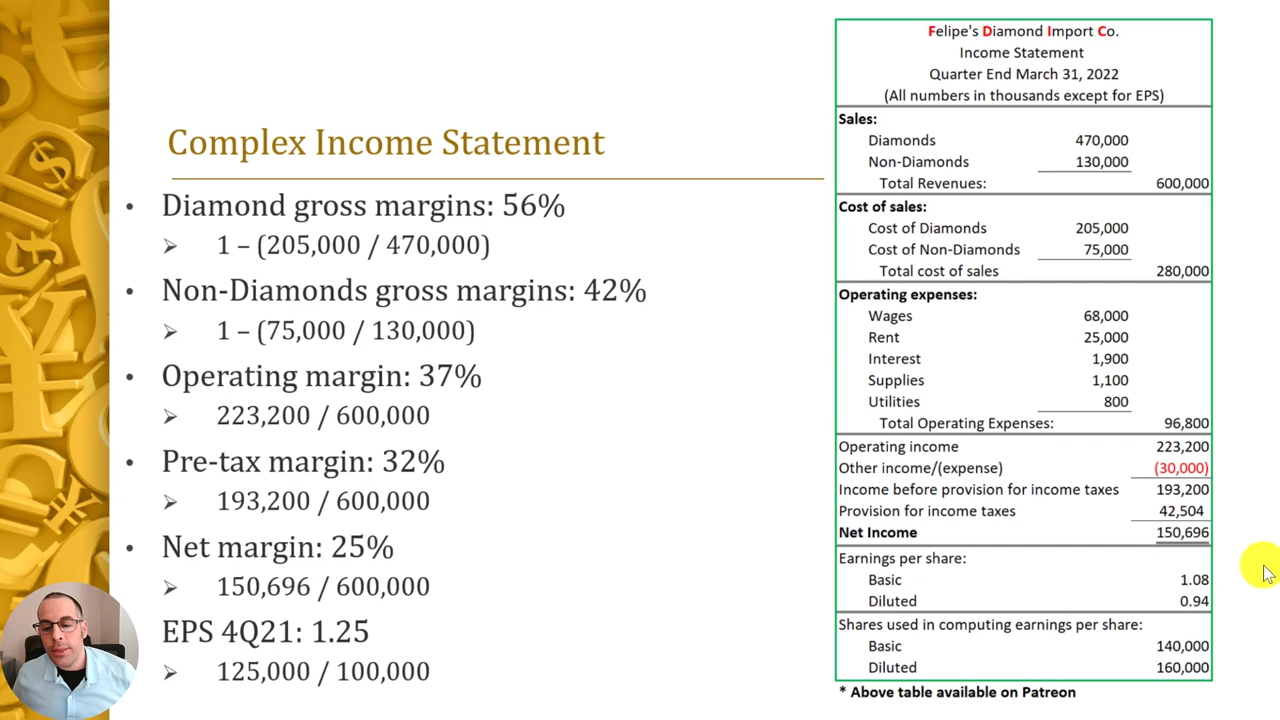 Complex Income Statement
• Diamond gross margins: 56%
➢ 1 – (205,000 / 470,000)
• Non-Diamonds gross margins: 42%
➢ 1 – (75,000 / 130,000)
• Operating margin: 37%
➢ 223,200 / 600,000
• Pre-tax margin: 32%
➢ 193,200 / 600,000
• Net margin: 25%
➢ 150,696 / 600,000
EPS 4Q21: 1.25
➢ 125,000 / 100,000
Felipe's Diamond Import Co.
Income Statement
Quarter End March 31, 2022
(All numbers in thousands except for EPS)
Sales:
Diamonds 470,000
Non-Diamonds 130,000
Total Revenues: 600,000
Cost of sales:
Cost of Diamonds 205,000
Cost of Non-Diamonds 75,000
Total cost of sales 280,000
Operating expenses:
Wages 68,000
Rent 25,000
Interest 1,900
Supplies 1,100
Utilities 800
Total Operating Expenses: 96,800
Operating income 223,200
Other income/(expense) (30,000)
Income before provision for income taxes 193,200
Provision for income taxes 42,504
Net Income 150,696
Earnings per share:
Basic 1.08
Diluted 0.94
Shares used in computing earnings per share:
Basic 140,000
Diluted 160,000
* Above table available on Patreon